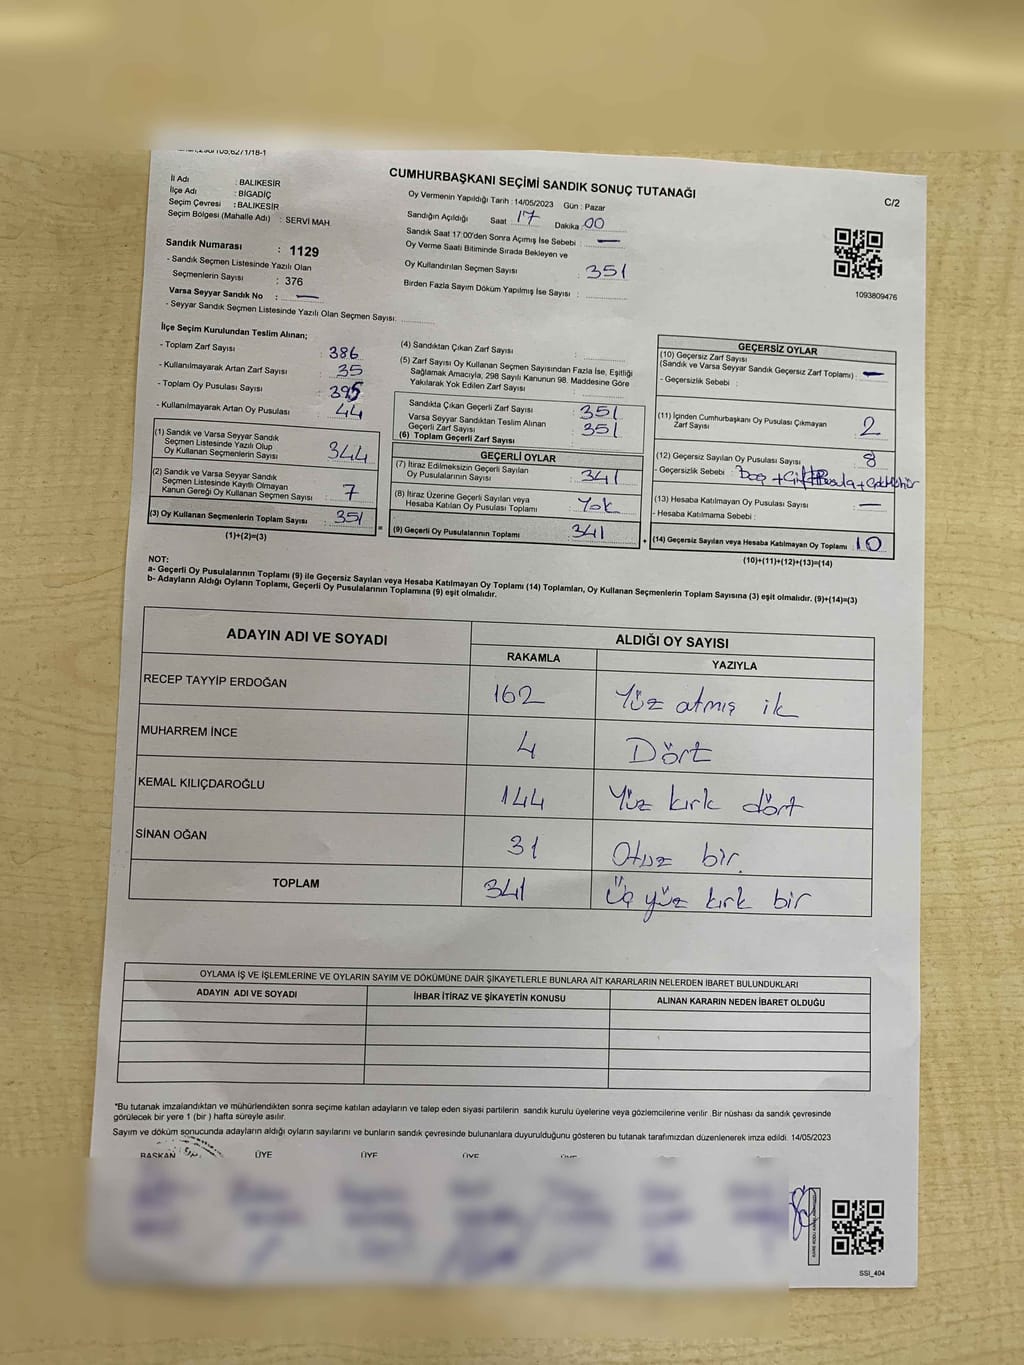 CUMHURBAŞKANI SEÇİMİ SANDIK SONUÇ TUTANAĞI
C/2
İl Adı : BALIKESİR
İlçe Adı : BİGADİÇ
Seçim Çevresi : BALIKESİR
Seçim Bölgesi (Mahalle Adı) : SERVİ MAH.
Sandık Numarası : 1129
- Sandık Seçmen Listesinde Yazılı Olan
Seçmenlerin Sayısı : 376
Varsa Seyyar Sandık No : —
- Seyyar Sandık Seçmen Listesinde Yazılı Olan Seçmen Sayısı:
Oy Vermenin Yapıldığı Tarih : 14/05/2023 Gün : Pazar
Sandığın Açıldığı Saat 17 Dakika 00
Sandık Saat 17:00'den Sonra Açımış İse Sebebi : —
Oy Verme Saati Bitiminde Sırada Bekleyen ve
Oy Kullandırılan Seçmen Sayısı : 351
Birden Fazla Sayım Döküm Yapılmış İse Sayısı :
1093809476
İlçe Seçim Kurulundan Teslim Alınan;
- Toplam Zarf Sayısı : 386
- Kullanılmayarak Artan Zarf Sayısı : 35
- Toplam Oy Pusulası Sayısı : 395
- Kullanılmayarak Artan Oy Pusulası : 44
(1) Sandık ve Varsa Seyyar Sandık
Seçmen Listesinde Yazılı Olup
Oy Kullanan Seçmenlerin Sayısı : 344
(2) Sandık ve Varsa Seyyar Sandık
Seçmen Listesinde Kayıtlı Olmayan
Kanun Gereği Oy Kullanan Seçmen Sayısı : 7
(3) Oy Kullanan Seçmenlerin Toplam Sayısı : 351
(1)+(2)=(3)
(4) Sandıktan Çıkan Zarf Sayısı :
(5) Zarf Sayısı Oy Kullanan Seçmen Sayısından Fazla İse, Eşitliği
Sağlamak Amacıyla, 298 Sayılı Kanunun 98. Maddesine Göre
Yakılarak Yok Edilen Zarf Sayısı :
Sandıkta Çıkan Geçerli Zarf Sayısı : 351
Varsa Seyyar Sandıktan Teslim Alınan
Geçerli Zarf Sayısı : 351
(6) Toplam Geçerli Zarf Sayısı
GEÇERLİ OYLAR
(7) İtiraz Edilmeksizin Geçerli Sayılan
Oy Pusulalarının Sayısı : 341
(8) İtiraz Üzerine Geçerli Sayılan veya
Hesaba Katılan Oy Pusulası Toplamı : Yok
= (9) Geçerli Oy Pusulalarının Toplamı : 341
GEÇERSİZ OYLAR
(10) Geçersiz Zarf Sayısı
(Sandık ve Varsa Seyyar Sandık Geçersiz Zarf Toplamı) : —
- Geçersizlik Sebebi :
(11) İçinden Cumhurbaşkanı Oy Pusulası Çıkmayan
Zarf Sayısı : 2
(12) Geçersiz Sayılan Oy Pusulası Sayısı : 8
- Geçersizlik Sebebi :
(13) Hesaba Katılmayan Oy Pusulası Sayısı : —
- Hesaba Katılmama Sebebi :
+ (14) Geçersiz Sayılan veya Hesaba Katılmayan Oy Toplamı : 10
(10)+(11)+(12)+(13)=(14)
NOT:
a- Geçerli Oy Pusulalarının Toplamı (9) ile Geçersiz Sayılan veya Hesaba Katılmayan Oy Toplamı (14) Toplamları, Oy Kullanan Seçmenlerin Toplam Sayısına (3) eşit olmalıdır. (9)+(14)=(3)
b- Adayların Aldığı Oyların Toplamı, Geçerli Oy Pusulalarının Toplamına (9) eşit olmalıdır.
ADAYIN ADI VE SOYADI ALDIĞI OY SAYISI
RAKAMLA YAZIYLA
RECEP TAYYİP ERDOĞAN 162 Yüz atmış ik
MUHARREM İNCE 4 Dört
KEMAL KILIÇDAROĞLU 144 Yüz kırk dört
SİNAN OĞAN 31 Otuz bir.
TOPLAM 341 Üç yüz kırk bir
OYLAMA İŞ VE İŞLEMLERİNE VE OYLARIN SAYIM VE DÖKÜMÜNE DAİR ŞİKAYETLERLE BUNLARA AİT KARARLARIN NELERDEN İBARET BULUNDUKLARI
ADAYIN ADI VE SOYADI İHBAR İTİRAZ VE ŞİKAYETİN KONUSU ALINAN KARARIN NEDEN İBARET OLDUĞU
*Bu tutanak imzalandıktan ve mühürlendikten sonra seçime katılan adayların ve talep eden siyasi partilerin sandık kurulu üyelerine veya gözlemcilerine verilir .Bir nüshası da sandık çevresinde
görülecek bir yere 1 (bir ) hafta süreyle asılır.
Sayım ve döküm sonucunda adayların aldığı oyların sayılarını ve bunların sandık çevresinde bulunanlara duyurulduğunu gösteren bu tutanak tarafımızdan düzenlenerek imza edildi. 14/05/2023
BAŞKAN ÜYE ÜYE ÜYE
SSI_404